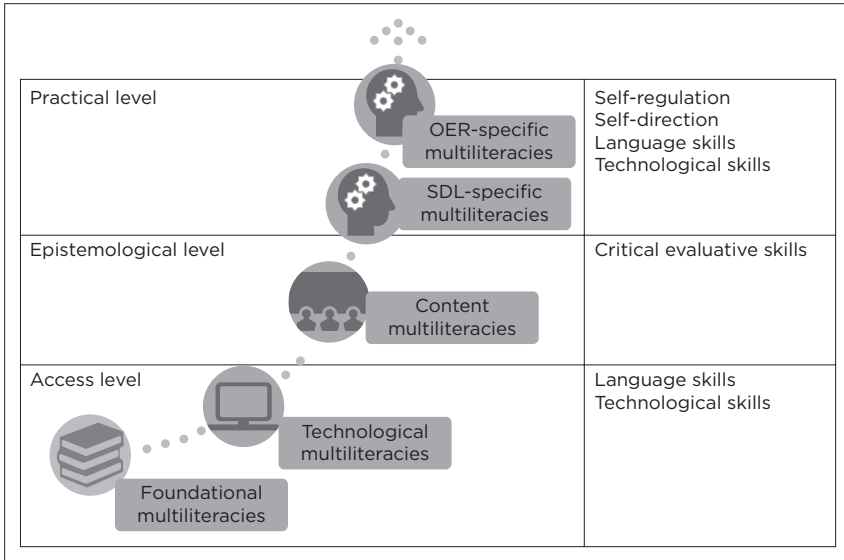 Practical level
OER-specific
multiliteracies
SDL-specific
multiliteracies
Self-regulation
Self-direction
Language skills
Technological skills
Epistemological level
Content
multiliteracies
Critical evaluative skills
Access level
Technological
multiliteracies
Foundational
multiliteracies
Language skills
Technological skills